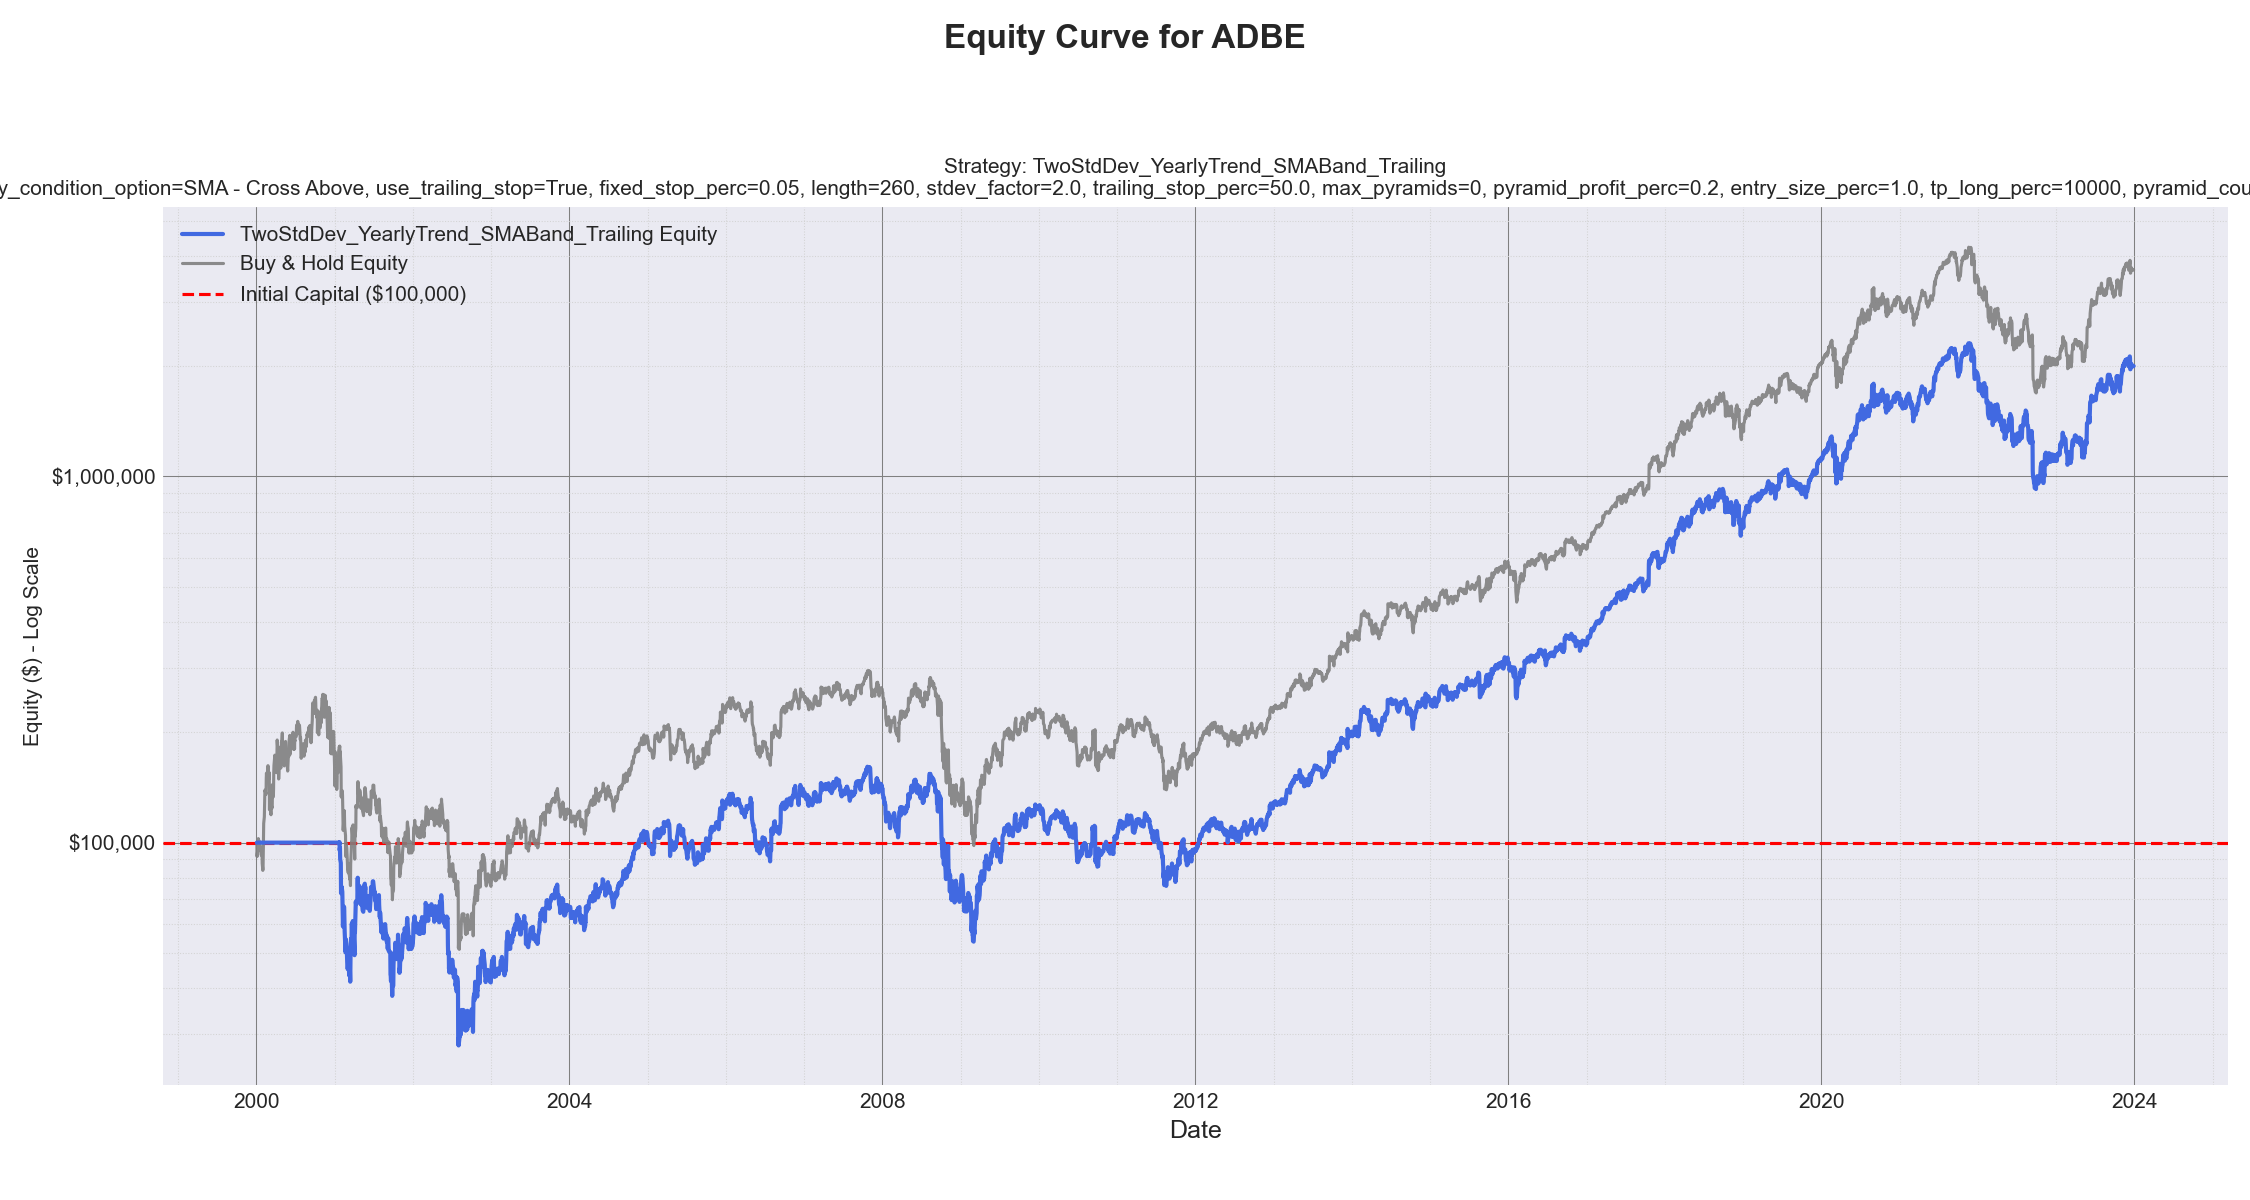 Equity Curve for ADBE
Strategy: TwoStdDev_YearlyTrend_SMABand_Trailing
y_condition_option=SMA - Cross Above, use_trailing_stop=True, fixed_stop_perc=0.05, length=260, stdev_factor=2.0, trailing_stop_perc=50.0, max_pyramids=0, pyramid_profit_perc=0.2, entry_size_perc=1.0, tp_long_perc=10000, pyramid_cou
TwoStdDev_YearlyTrend_SMABand_Trailing Equity
Buy & Hold Equity
Initial Capital ($100,000)
Equity ($) - Log Scale
$1,000,000
$100,000
2000 2004 2008 2012 2016 2020 2024
Date